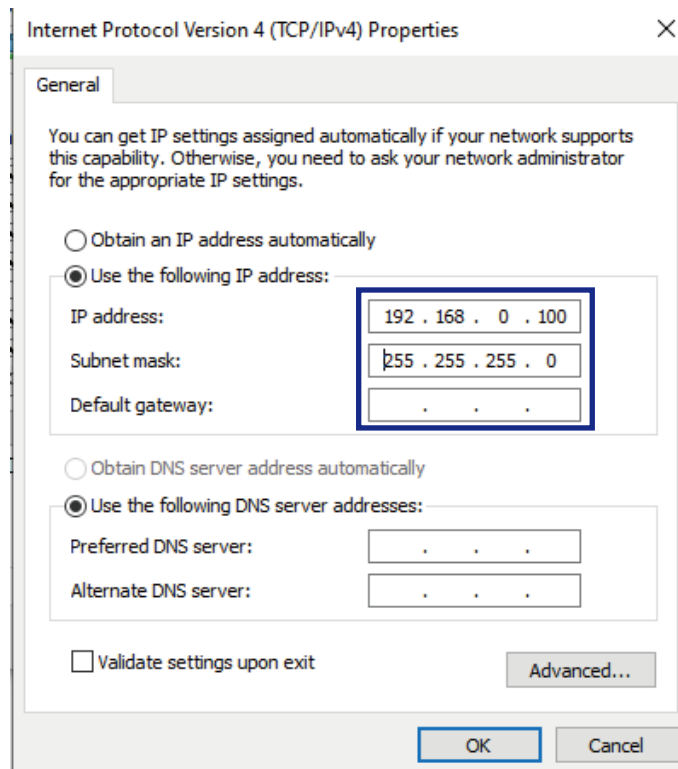 Internet Protocol Version 4 (TCP/IPv4) Properties
General
You can get IP settings assigned automatically if your network supports
this capability. Otherwise, you need to ask your network administrator
for the appropriate IP settings.
Obtain an IP address automatically
Use the following IP address:
IP address: 192 . 168 . 0 . 100
Subnet mask: 255 . 255 . 255 . 0
Default gateway: . . .
Obtain DNS server address automatically
Use the following DNS server addresses:
Preferred DNS server: . . .
Alternate DNS server: . . .
Validate settings upon exit
Advanced...
OK Cancel